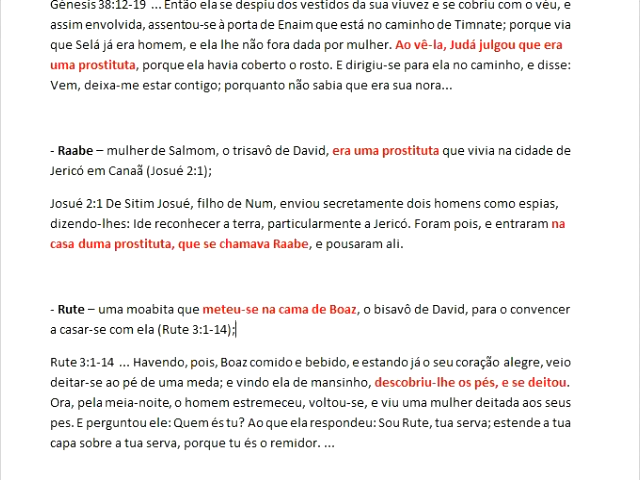 Génesis 38:12-19 ... Então ela se despiu dos vestidos da sua viuvez e se cobriu com o véu, e
assim envolvida, assentou-se à porta de Enaim que está no caminho de Timnate; porque via
que Selá já era homem, e ela lhe não fora dada por mulher. Ao vê-la, Judá julgou que era
uma prostituta, porque ela havia coberto o rosto. E dirigiu-se para ela no caminho, e disse:
Vem, deixa-me estar contigo; porquanto não sabia que era sua nora...
- Raabe – mulher de Salmom, o trisavô de David, era uma prostituta que vivia na cidade de
Jericó em Canaã (Josué 2:1);
Josué 2:1 De Sitim Josué, filho de Num, enviou secretamente dois homens como espias,
dizendo-lhes: Ide reconhecer a terra, particularmente a Jericó. Foram pois, e entraram na
casa duma prostituta, que se chamava Raabe, e pousaram ali.
- Rute – uma moabita que meteu-se na cama de Boaz, o bisavô de David, para o convencer
a casar-se com ela (Rute 3:1-14);
Rute 3:1-14 ... Havendo, pois, Boaz comido e bebido, e estando já o seu coração alegre, veio
deitar-se ao pé de uma meda; e vindo ela de mansinho, descobriu-lhe os pés, e se deitou.
Ora, pela meia-noite, o homem estremeceu, voltou-se, e viu uma mulher deitada aos seus
pes. E perguntou ele: Quem és tu? Ao que ela respondeu: Sou Rute, tua serva; estende a tua
capa sobre a tua serva, porque tu és o remidor. ...